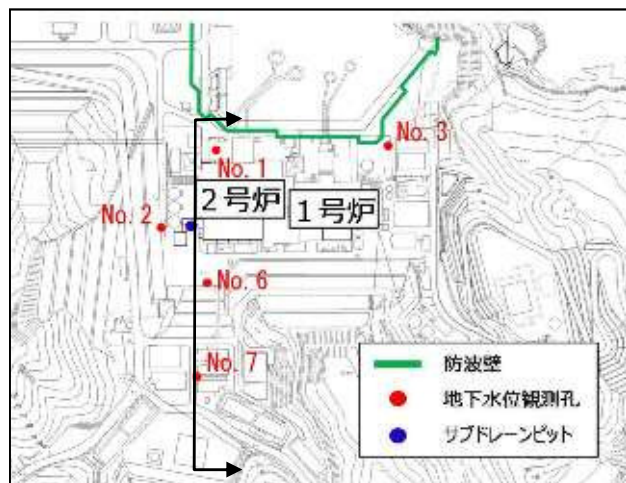 No. 3
No. 1
2号炉
1号炉
No. 2
No. 6
No. 7
防波壁
地下水位観測孔
サブドレーンピット